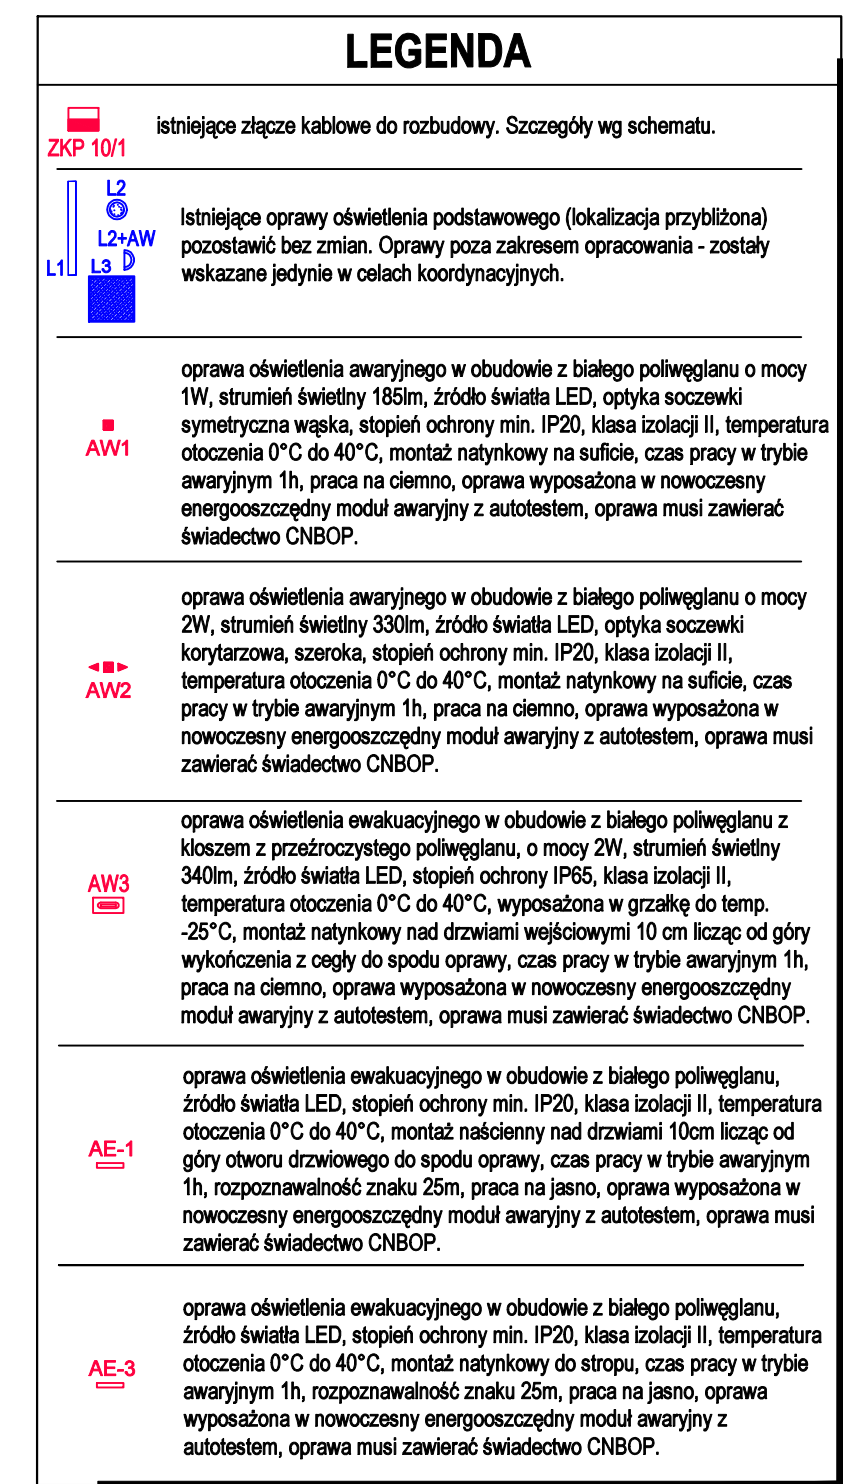 LEGENDA
ZKP 10/1
istniejące złącze kablowe do rozbudowy. Szczegóły wg schematu.
L2
L2+AW
L1
L3
Istniejące oprawy oświetlenia podstawowego (lokalizacja przybliżona)
pozostawić bez zmian. Oprawy poza zakresem opracowania - zostały
wskazane jedynie w celach koordynacyjnych.
AW1
oprawa oświetlenia awaryjnego w obudowie z białego poliwęglanu o mocy
1W, strumień świetlny 185lm, źródło światła LED, optyka soczewki
symetryczna wąska, stopień ochrony min. IP20, klasa izolacji II, temperatura
otoczenia 0°C do 40°C, montaż natynkowy na suficie, czas pracy w trybie
awaryjnym 1h, praca na ciemno, oprawa wyposażona w nowoczesny
energooszczędny moduł awaryjny z autotestem, oprawa musi zawierać
świadectwo CNBOP.
AW2
oprawa oświetlenia awaryjnego w obudowie z białego poliwęglanu o mocy
2W, strumień świetlny 330lm, źródło światła LED, optyka soczewki
korytarzowa, szeroka, stopień ochrony min. IP20, klasa izolacji II,
temperatura otoczenia 0°C do 40°C, montaż natynkowy na suficie, czas
pracy w trybie awaryjnym 1h, praca na ciemno, oprawa wyposażona w
nowoczesny energooszczędny moduł awaryjny z autotestem, oprawa musi
zawierać świadectwo CNBOP.
AW3
oprawa oświetlenia ewakuacyjnego w obudowie z białego poliwęglanu z
kloszem z przeźroczystego poliwęglanu, o mocy 2W, strumień świetlny
340lm, źródło światła LED, stopień ochrony IP65, klasa izolacji II,
temperatura otoczenia 0°C do 40°C, wyposażona w grzałkę do temp.
-25°C, montaż natynkowy nad drzwiami wejściowymi 10 cm licząc od góry
wykończenia z cegły do spodu oprawy, czas pracy w trybie awaryjnym 1h,
praca na ciemno, oprawa wyposażona w nowoczesny energooszczędny
moduł awaryjny z autotestem, oprawa musi zawierać świadectwo CNBOP.
AE-1
oprawa oświetlenia ewakuacyjnego w obudowie z białego poliwęglanu,
źródło światła LED, stopień ochrony min. IP20, klasa izolacji II, temperatura
otoczenia 0°C do 40°C, montaż naścienny nad drzwiami 10cm licząc od
góry otworu drzwiowego do spodu oprawy, czas pracy w trybie awaryjnym
1h, rozpoznawalność znaku 25m, praca na jasno, oprawa wyposażona w
nowoczesny energooszczędny moduł awaryjny z autotestem, oprawa musi
zawierać świadectwo CNBOP.
AE-3
oprawa oświetlenia ewakuacyjnego w obudowie z białego poliwęglanu,
źródło światła LED, stopień ochrony min. IP20, klasa izolacji II, temperatura
otoczenia 0°C do 40°C, montaż natynkowy do stropu, czas pracy w trybie
awaryjnym 1h, rozpoznawalność znaku 25m, praca na jasno, oprawa
wyposażona w nowoczesny energooszczędny moduł awaryjny z
autotestem, oprawa musi zawierać świadectwo CNBOP.